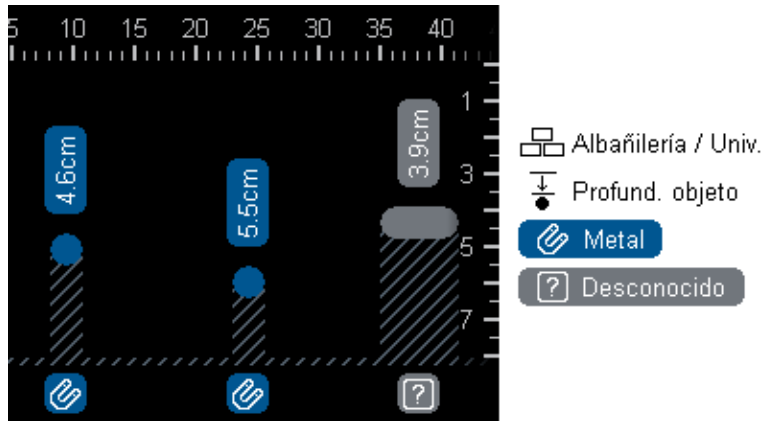 5 10 15 20 25 30 35 40
1
3
5
7
4.6cm
5.5cm
3.9cm
?
Albañilería / Univ.
Profund. objeto
Metal
? Desconocido